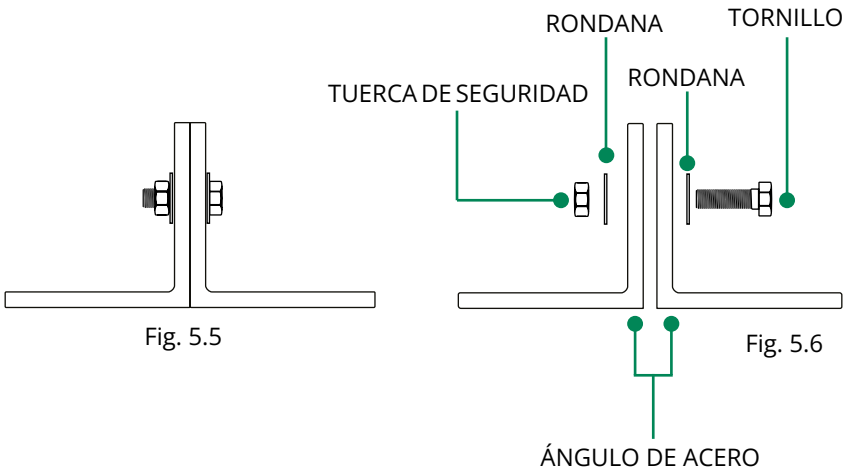 RONDANA
TORNILLO
RONDANA
TUERCA DE SEGURIDAD
Fig. 5.5
Fig. 5.6
ÁNGULO DE ACERO